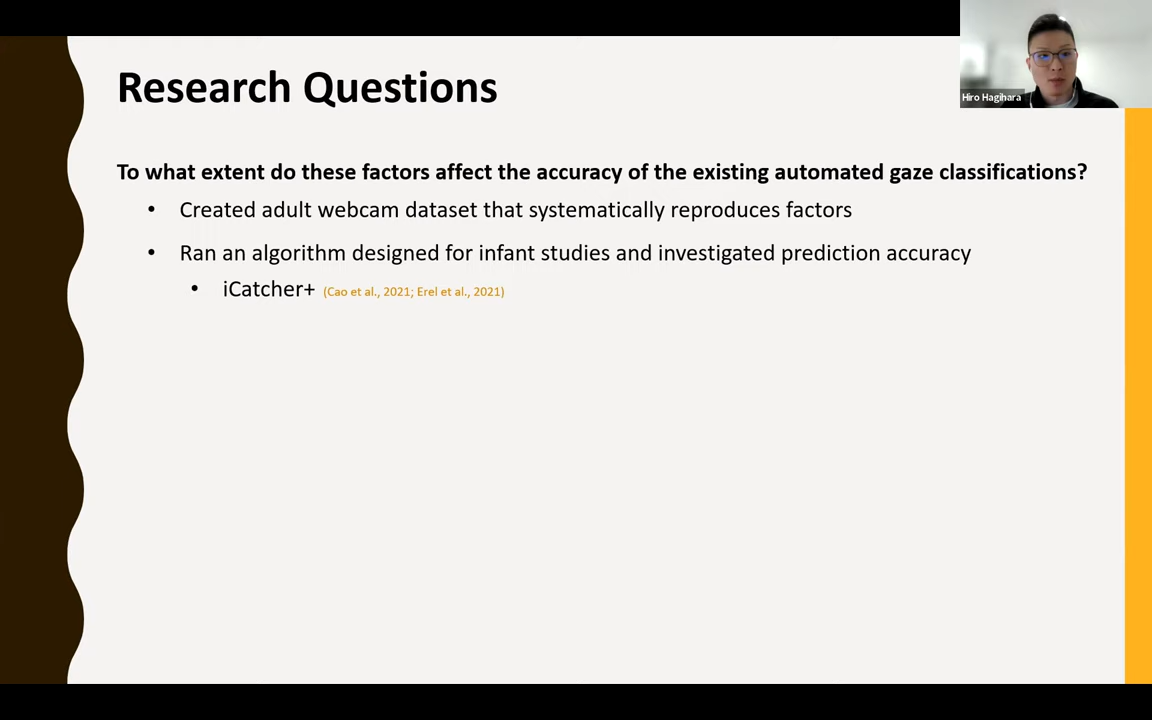 Research Questions
Hiro Hagihara
To what extent do these factors affect the accuracy of the existing automated gaze classifications?
• Created adult webcam dataset that systematically reproduces factors
• Ran an algorithm designed for infant studies and investigated prediction accuracy
• iCatcher+ (Cao et al., 2021; Erel et al., 2021)